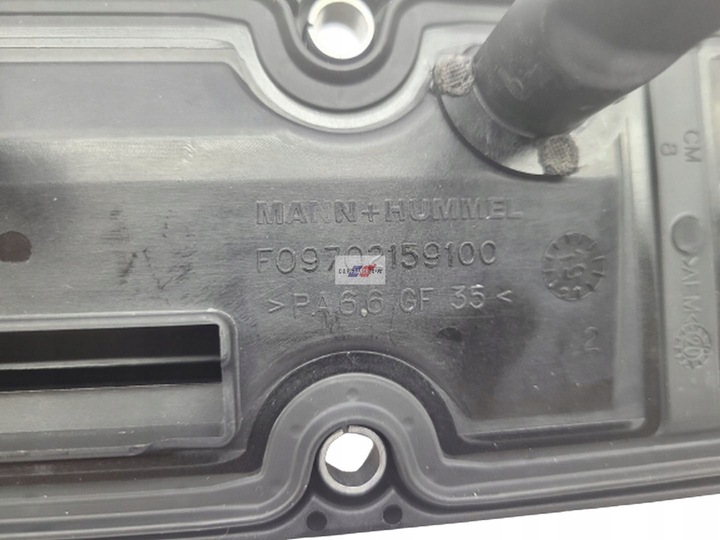 MANN+HUMMEL
F09702159100
>PA 6.6 GF 35<
2
CM
8